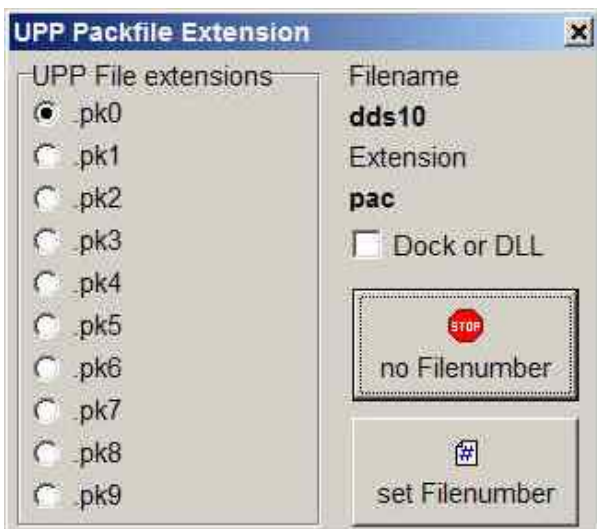 UPP Packfile Extension
UPP File extensions
.pk0
.pk1
.pk2
.pk3
.pk4
.pk5
.pk6
.pk7
.pk8
.pk9
Filename
dds10
Extension
pac
Dock or DLL
STOP
no Filenumber
#
set Filenumber